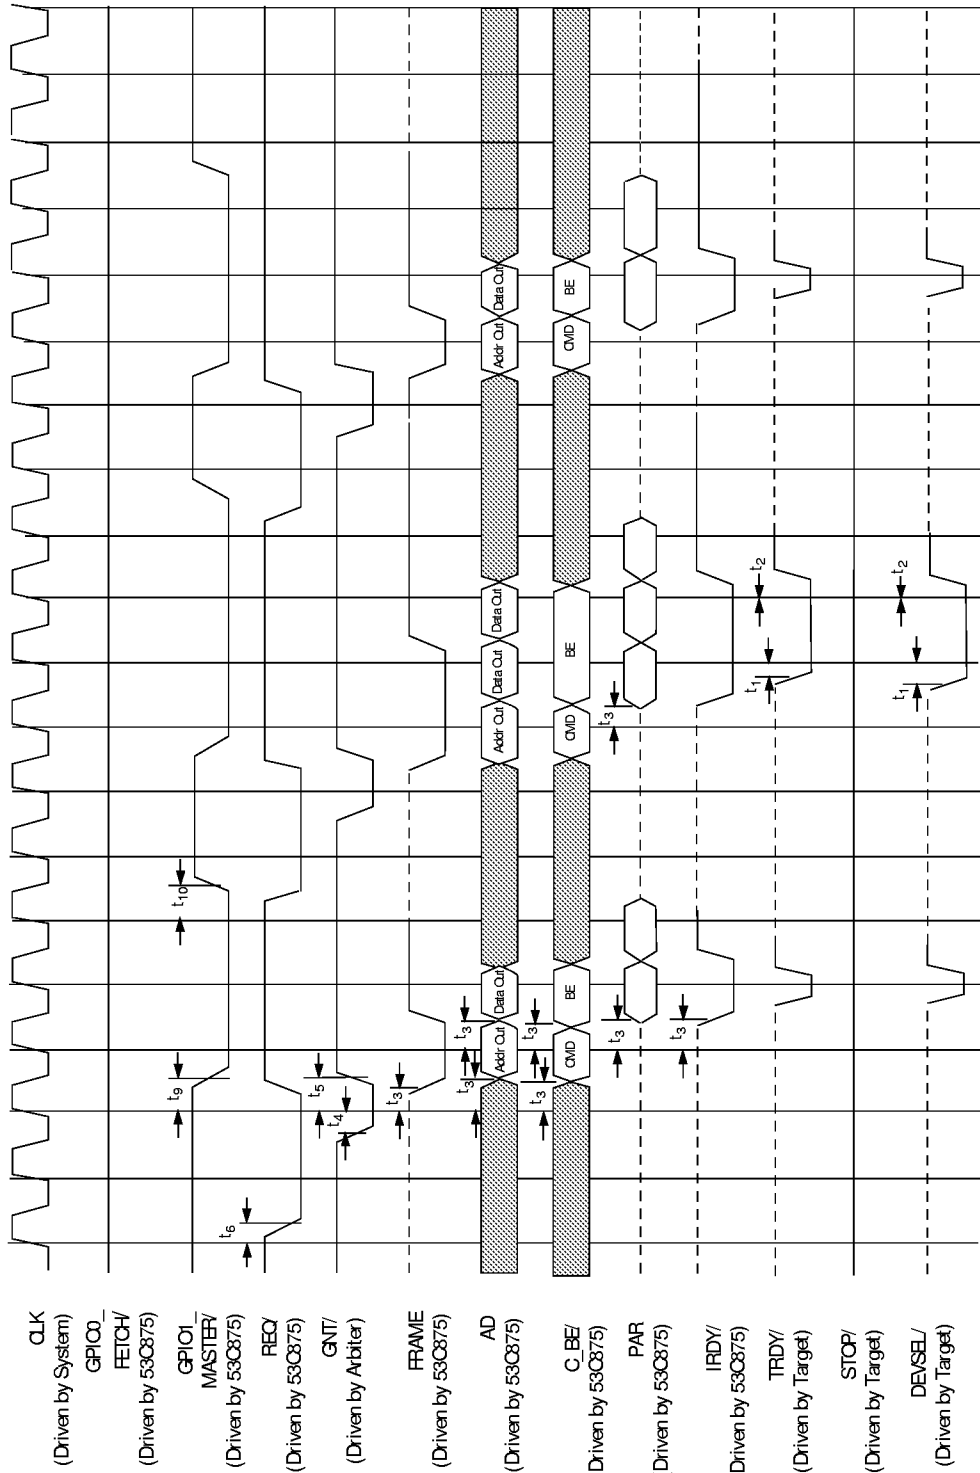 CLK
(Driven by System)
GPIO0_
FETCH/
(Driven by 53C875)
GPIO1_
MASTER/
(Driven by 53C875)
REQ/
(Driven by 53C875)
GNT/
(Driven by Arbiter)
FRAME
(Driven by 53C875)
AD
(Driven by 53C875)
C_BE/
Driven by 53C875)
PAR
(Driven by 53C875)
IRDY/
(Driven by 53C875)
TRDY/
(Driven by Target)
STOP/
(Driven by Target)
DEVSEL/
(Driven by Target)
t9
t10
t6
t5
t4
t3
t3
t3
Addr Out
Data Out
Addr Out
Data Out
Data Out
Addr Out
Data Out
t3
t3
CMD
BE
CMD
BE
CMD
BE
t3
t3
t3
t1
t2
t1
t2